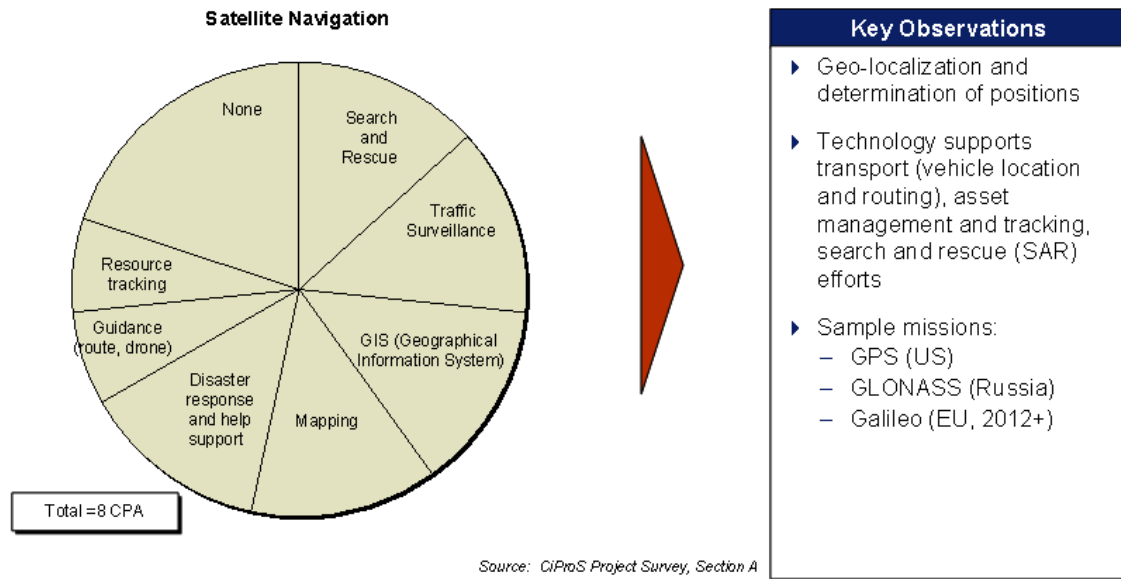 Satellite Navigation
None
Search
and
Rescue
Traffic
Surveillance
Resource
tracking
Guidance
(route, drone)
GIS (Geographical
Information System)
Disaster
response
and help
support
Mapping
Total =8 CPA
Source: CiProS Project Survey, Section A
Key Observations
Geo-localization and
determination of positions
Technology supports
transport (vehicle location
and routing), asset
management and tracking,
search and rescue (SAR)
efforts
Sample missions:
– GPS (US)
– GLONASS (Russia)
– Galileo (EU, 2012+)